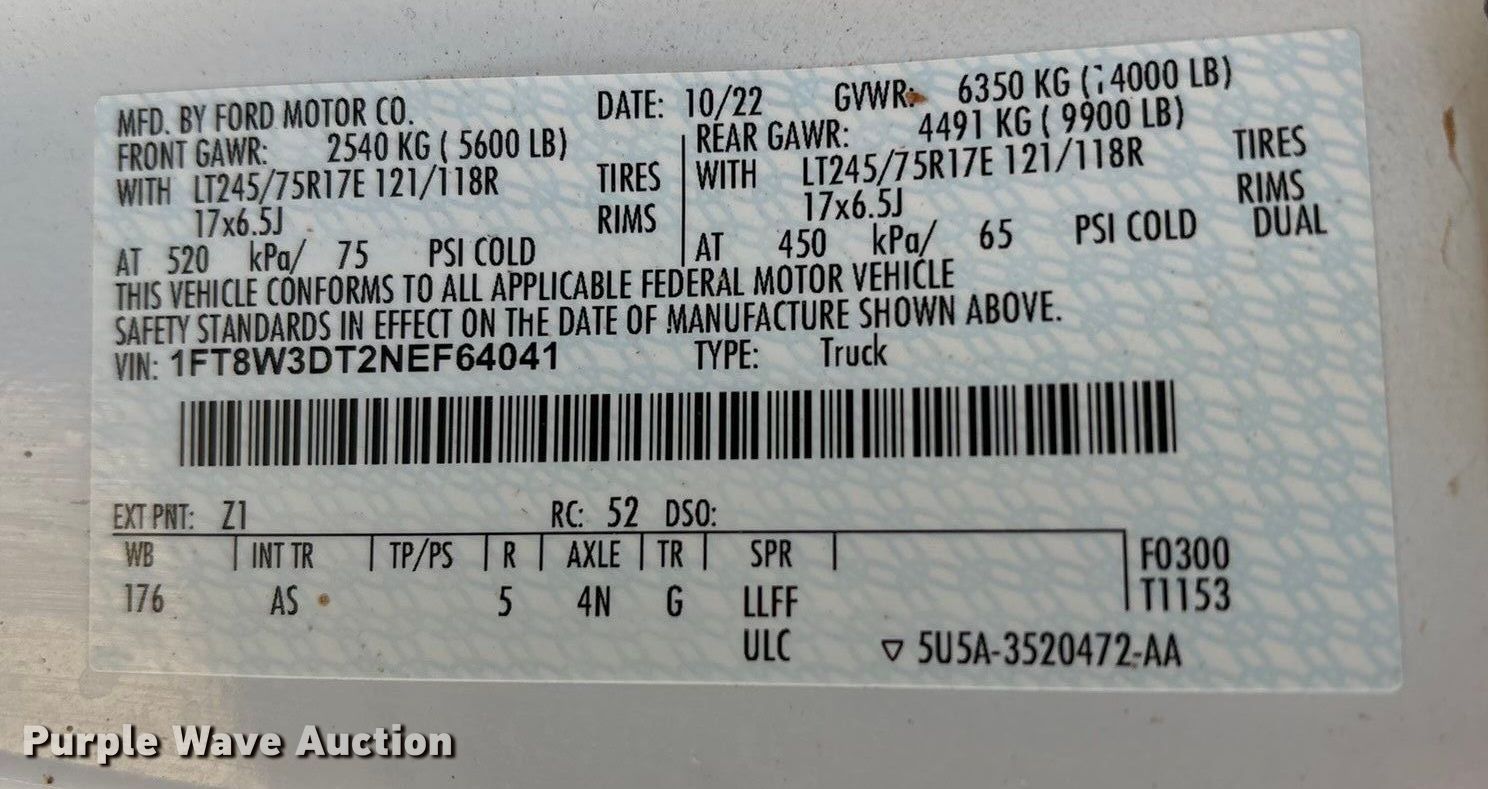 MFD. BY FORD MOTOR CO. DATE: 10/22 GVWR: 6350 KG (14000 LB)
FRONT GAWR: 2540 KG ( 5600 LB) REAR GAWR: 4491 KG ( 9900 LB)
WITH LT245/75R17E 121/118R TIRES WITH LT245/75R17E 121/118R TIRES
17x6.5J RIMS 17x6.5J RIMS
AT 520 kPa/ 75 PSI COLD AT 450 kPa/ 65 PSI COLD DUAL
THIS VEHICLE CONFORMS TO ALL APPLICABLE FEDERAL MOTOR VEHICLE
SAFETY STANDARDS IN EFFECT ON THE DATE OF MANUFACTURE SHOWN ABOVE.
VIN: 1FT8W3DT2NEF64041 TYPE: Truck
EXT PNT: Z1 RC: 52 DSO:
WB INT TR TP/PS R AXLE TR SPR F0300
176 AS 5 4N G LLFF T1153
ULC ▽ 5U5A-3520472-AA
Purple Wave Auction